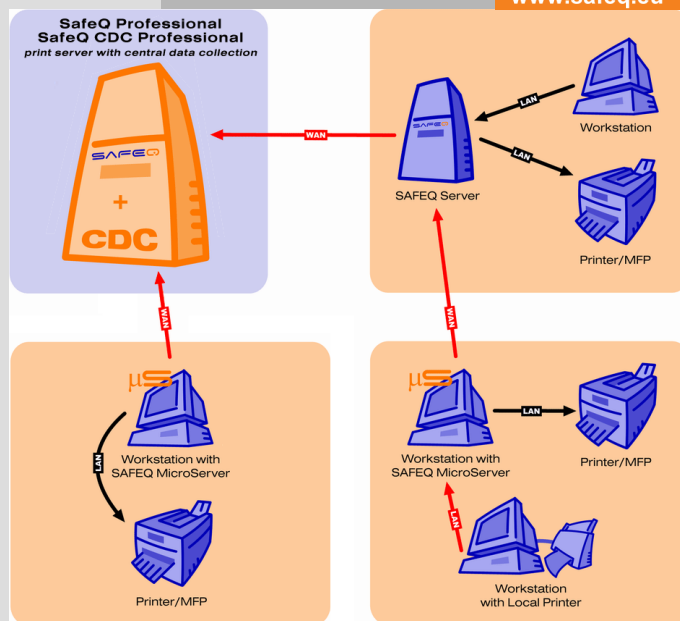 www.safeq.eu
SafeQ Professional
SafeQ CDC Professional
print server with central data collection
SAFEQ
+
CDC
WAN
SAFEQ
SAFEQ Server
LAN
Workstation
LAN
Printer/MFP
WAN
WAN
µS
Workstation with
SAFEQ MicroServer
LAN
Printer/MFP
µS
Workstation with
SAFEQ MicroServer
LAN
Printer/MFP
LAN
Workstation
with Local Printer